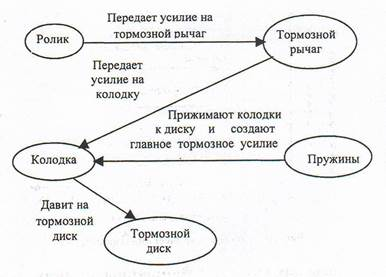 Передает усилие на
тормозной рычаг
Ролик
Тормозной
рычаг
Передает
усилие на
колодку
Прижимают колодки
к диску и создают
главное тормозное усилие
Колодка
Пружины
Давит на
тормозной
диск
Тормозной
диск